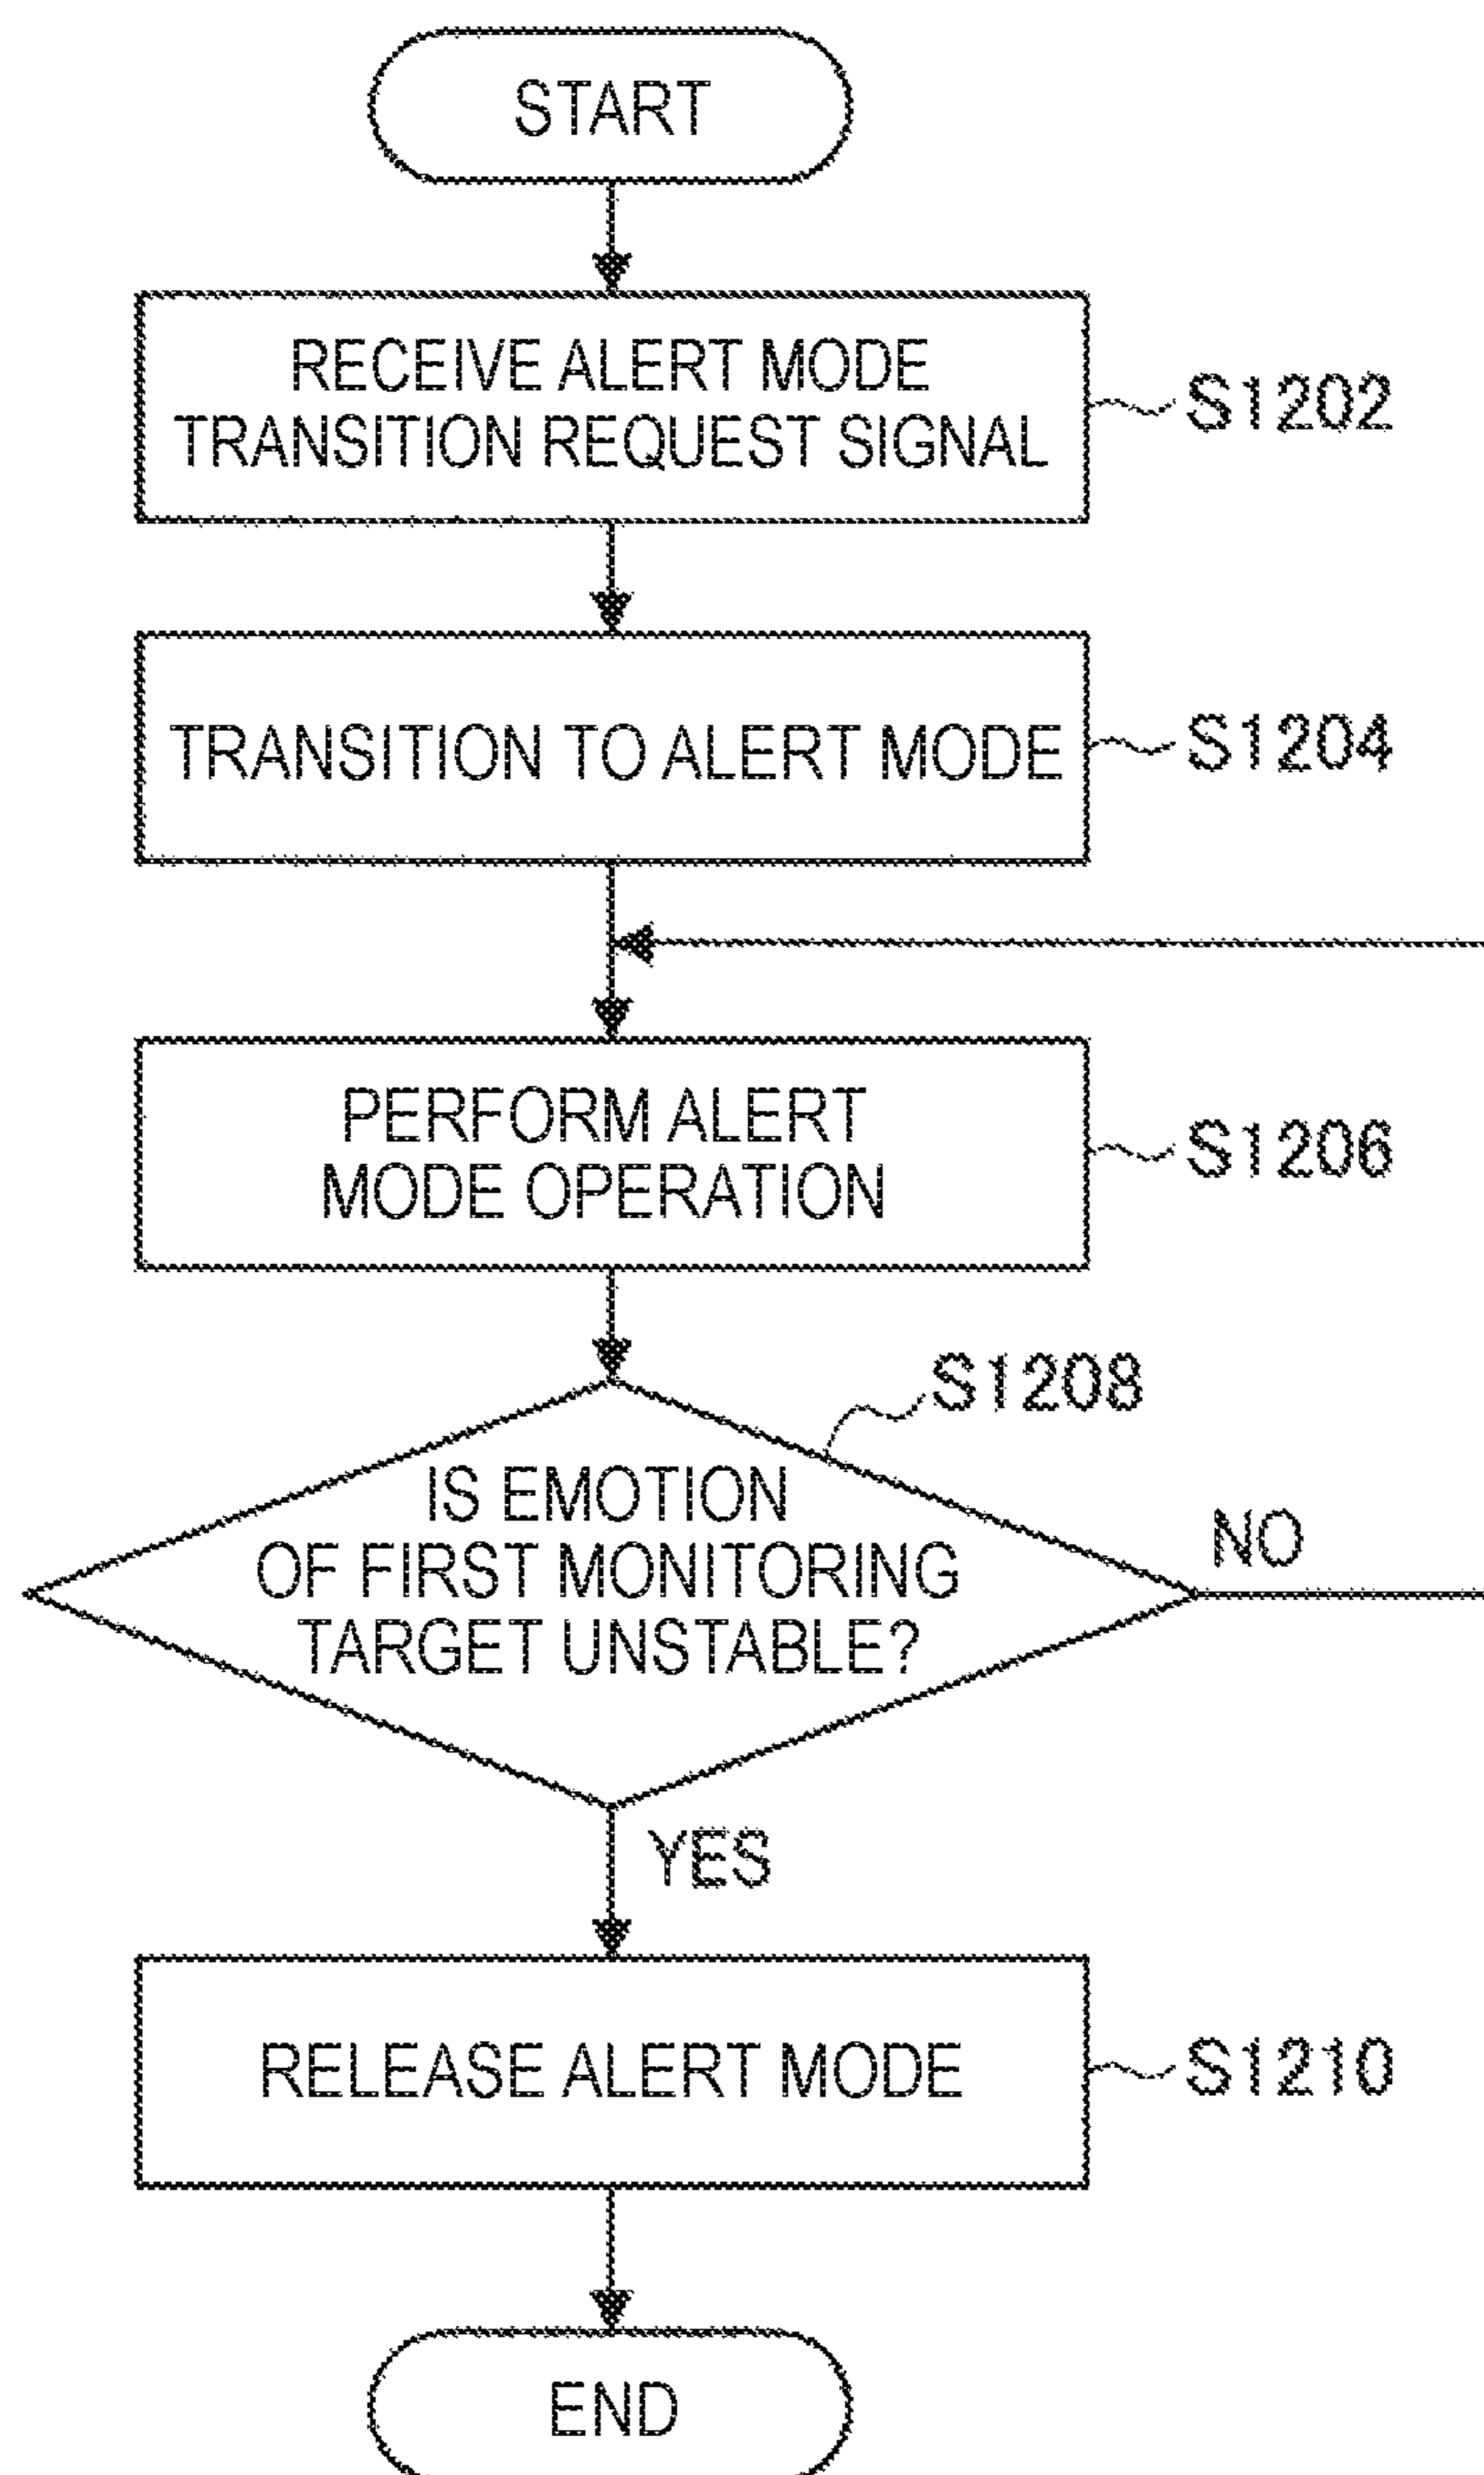 START
RECEIVE ALERT MODE
TRANSITION REQUEST SIGNAL
S1202
TRANSITION TO ALERT MODE
S1204
PERFORM ALERT
MODE OPERATION
S1206
S1208
IS EMOTION
OF FIRST MONITORING
TARGET UNSTABLE?
NO
YES
RELEASE ALERT MODE
S1210
END